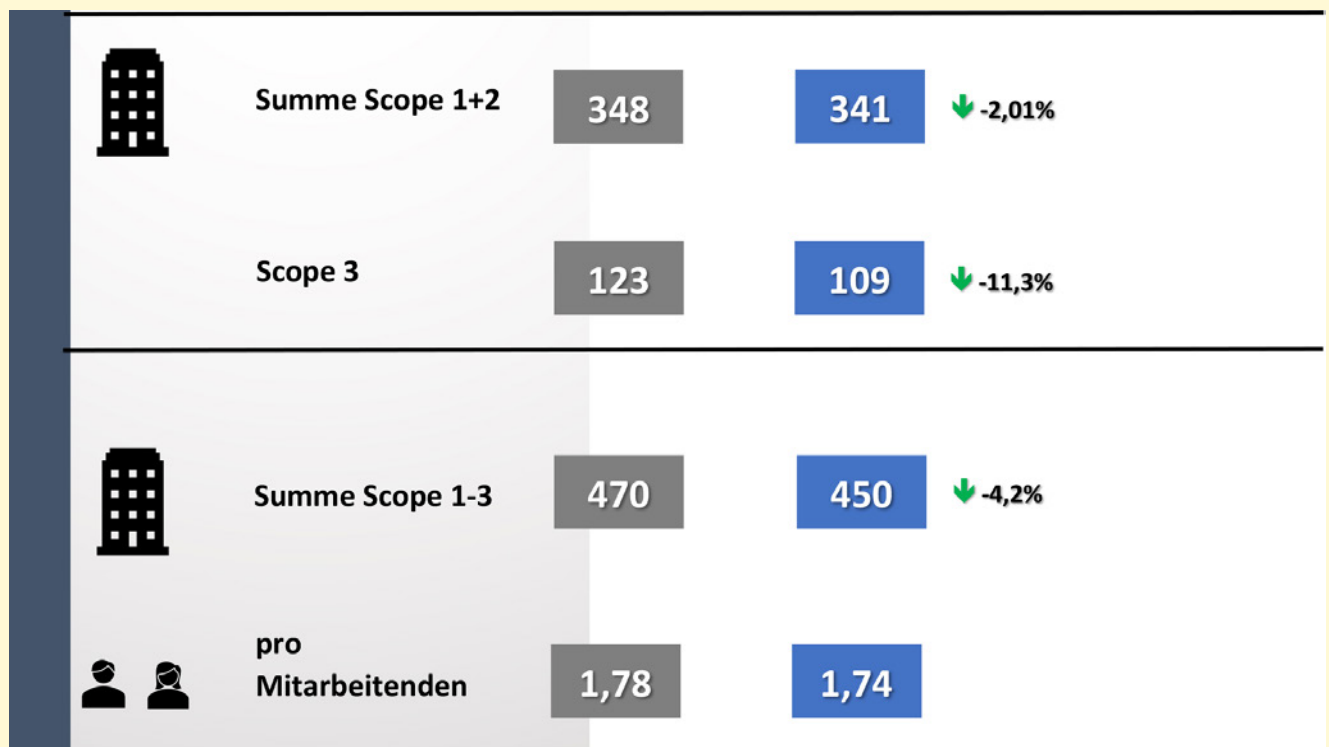 Summe Scope 1+2 348 341 -2,01%
Scope 3 123 109 -11,3%
Summe Scope 1-3 470 450 -4,2%
pro
Mitarbeitenden 1,78 1,74